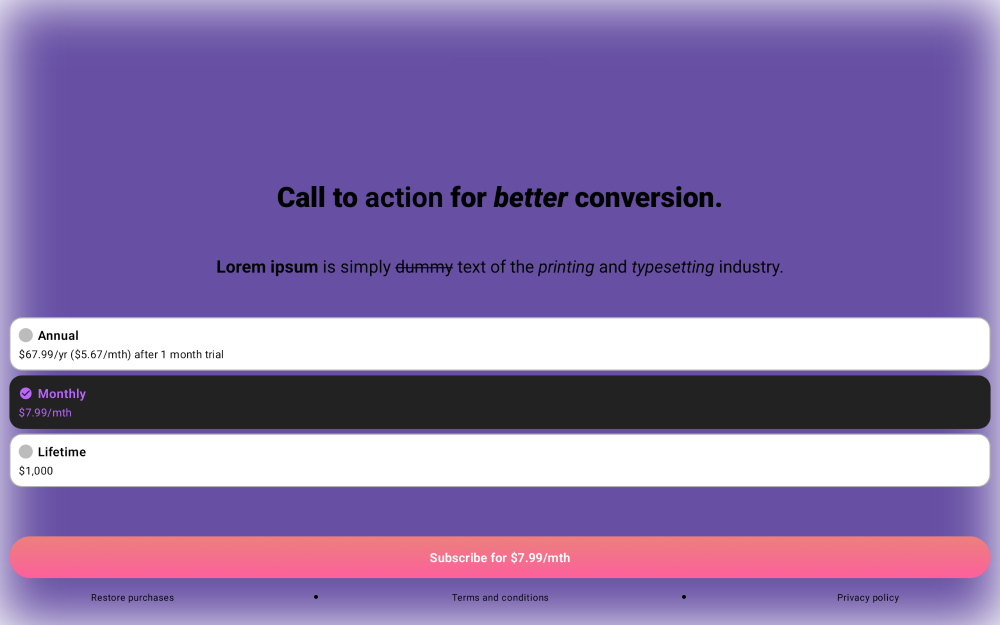 Call to action for better conversion.
Lorem ipsum is simply dummy text of the printing and typesetting industry.
Annual
$67.99/yr ($5.67/mth) after 1 month trial
Monthly
$7.99/mth
Lifetime
$1,000
Subscribe for $7.99/mth
Restore purchases • Terms and conditions • Privacy policy